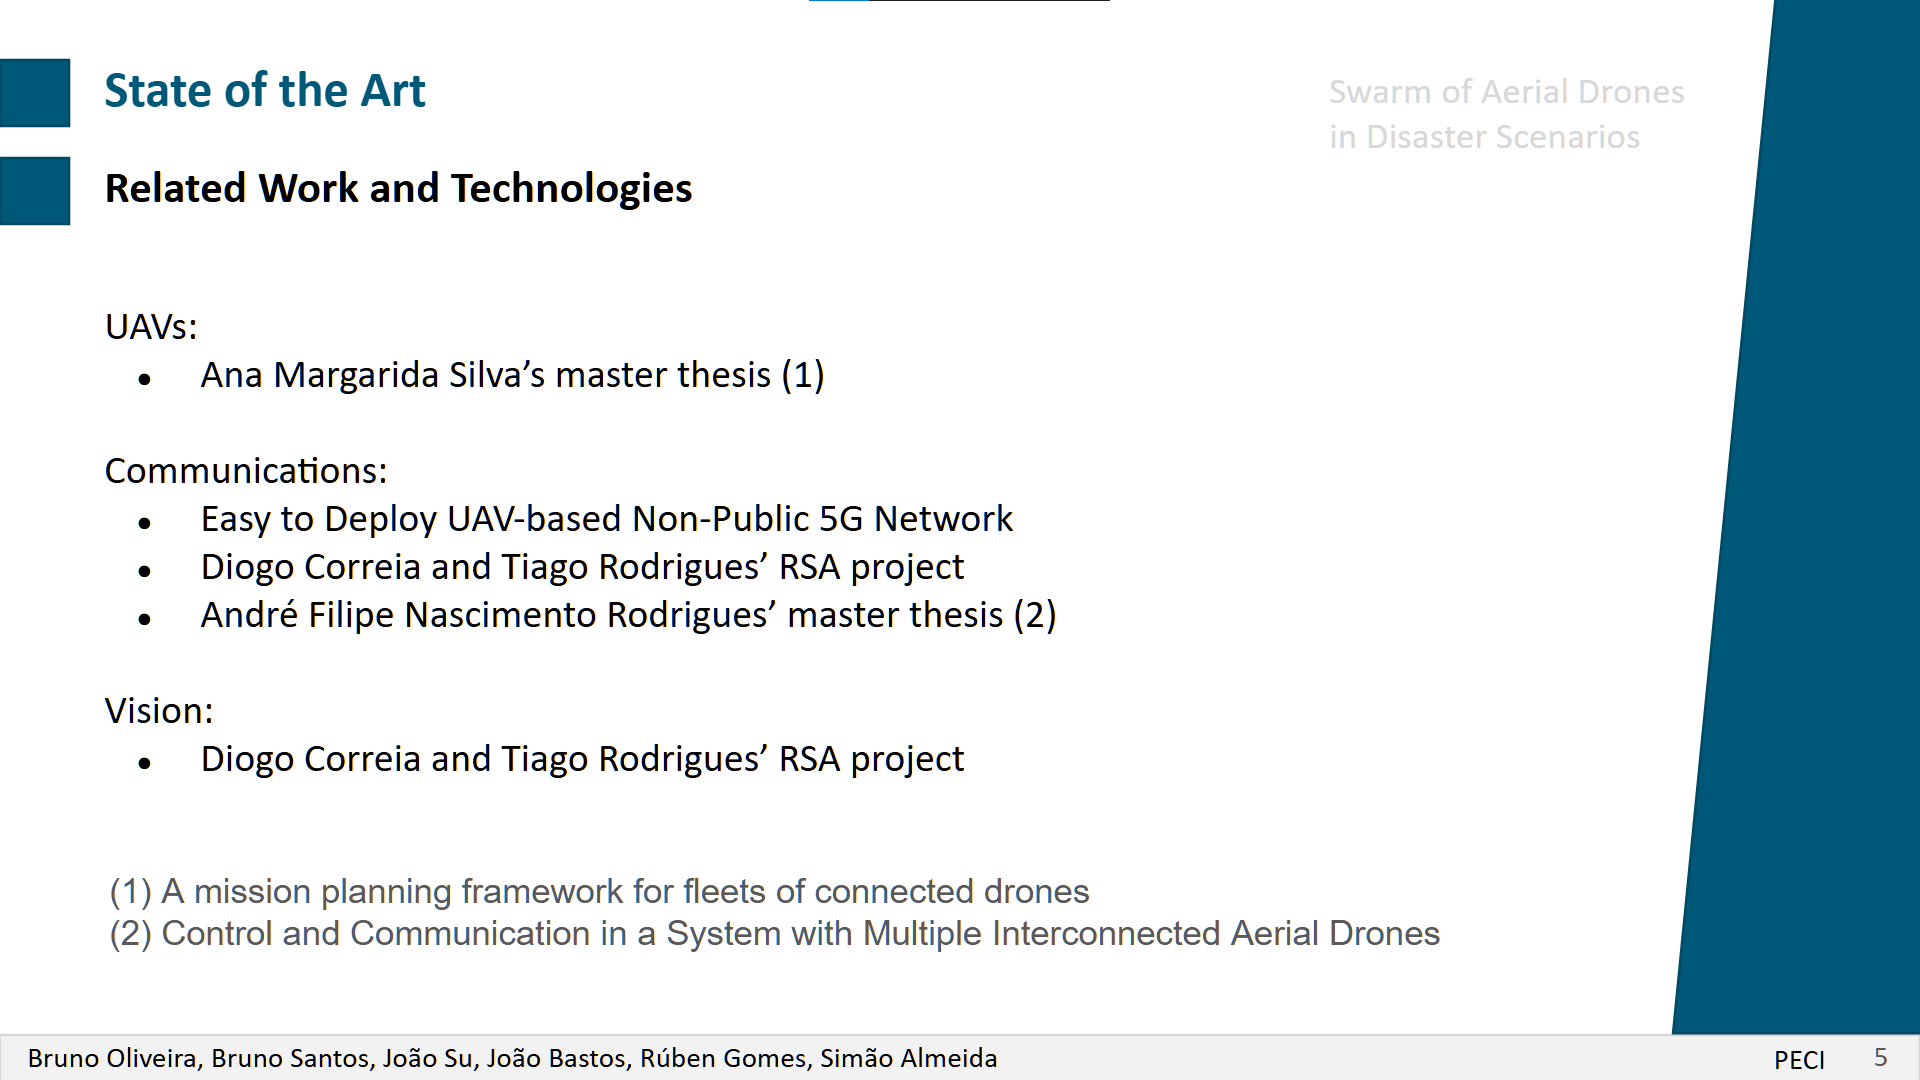 State of the Art
Swarm of Aerial Drones
in Disaster Scenarios
Related Work and Technologies
UAVs:
● Ana Margarida Silva’s master thesis (1)
Communications:
● Easy to Deploy UAV-based Non-Public 5G Network
● Diogo Correia and Tiago Rodrigues’ RSA project
● André Filipe Nascimento Rodrigues’ master thesis (2)
Vision:
● Diogo Correia and Tiago Rodrigues’ RSA project
(1) A mission planning framework for fleets of connected drones
(2) Control and Communication in a System with Multiple Interconnected Aerial Drones
Bruno Oliveira, Bruno Santos, João Su, João Bastos, Rúben Gomes, Simão Almeida
PECI 5